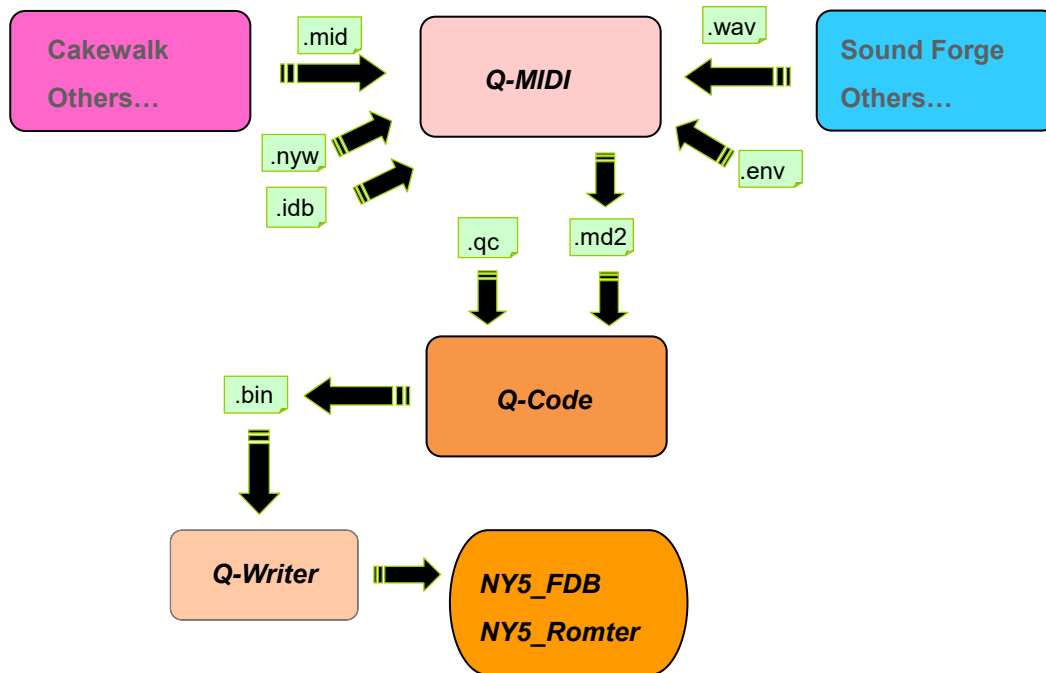 Cakewalk
Others…
.mid
Q-MIDI
.wav
Sound Forge
Others…
.nyw
.idb
.env
.qc
.md2
Q-Code
.bin
Q-Writer
NY5_FDB
NY5_Romter